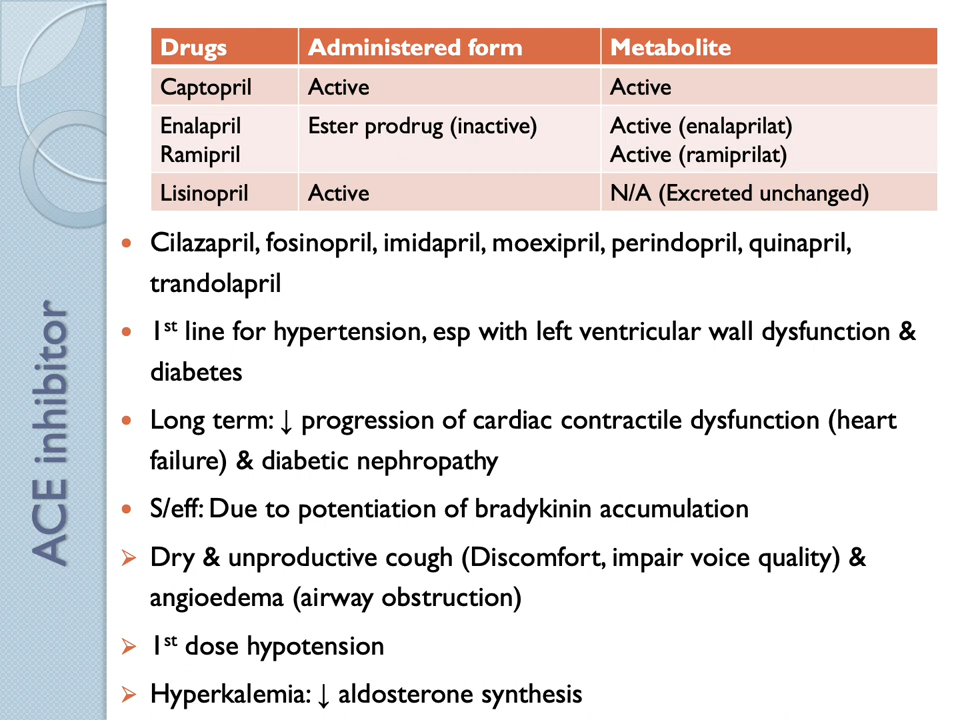 ACE inhibitor
Drugs Administered form Metabolite
Captopril Active Active
Enalapril Ester prodrug (inactive) Active (enalaprilat)
Ramipril Active (ramiprilat)
Lisinopril Active N/A (Excreted unchanged)
• Cilazapril, fosinopril, imidapril, moexipril, perindopril, quinapril,
trandolapril
• 1st line for hypertension, esp with left ventricular wall dysfunction &
diabetes
• Long term: ↓ progression of cardiac contractile dysfunction (heart
failure) & diabetic nephropathy
• S/eff: Due to potentiation of bradykinin accumulation
➢ Dry & unproductive cough (Discomfort, impair voice quality) &
angioedema (airway obstruction)
➢ 1st dose hypotension
➢ Hyperkalemia: ↓ aldosterone synthesis